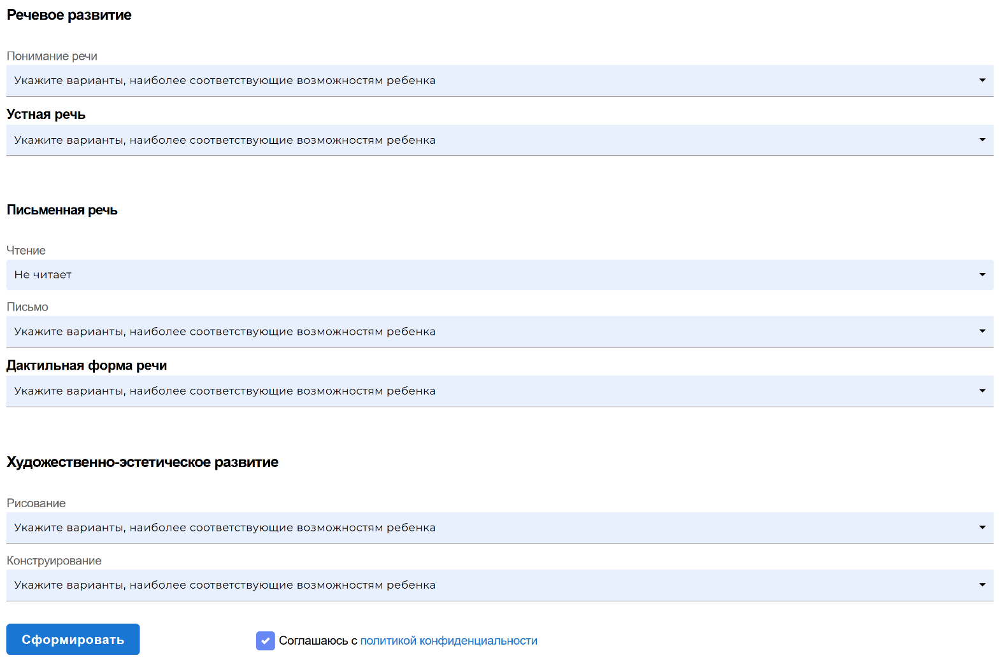 Речевое развитие
Понимание речи
Укажите варианты, наиболее соответствующие возможностям ребенка
Устная речь
Укажите варианты, наиболее соответствующие возможностям ребенка
Письменная речь
Чтение
Не читает
Письмо
Укажите варианты, наиболее соответствующие возможностям ребенка
Дактильная форма речи
Укажите варианты, наиболее соответствующие возможностям ребенка
Художественно-эстетическое развитие
Рисование
Укажите варианты, наиболее соответствующие возможностям ребенка
Конструирование
Укажите варианты, наиболее соответствующие возможностям ребенка
Сформировать Соглашаюсь с политикой конфиденциальности